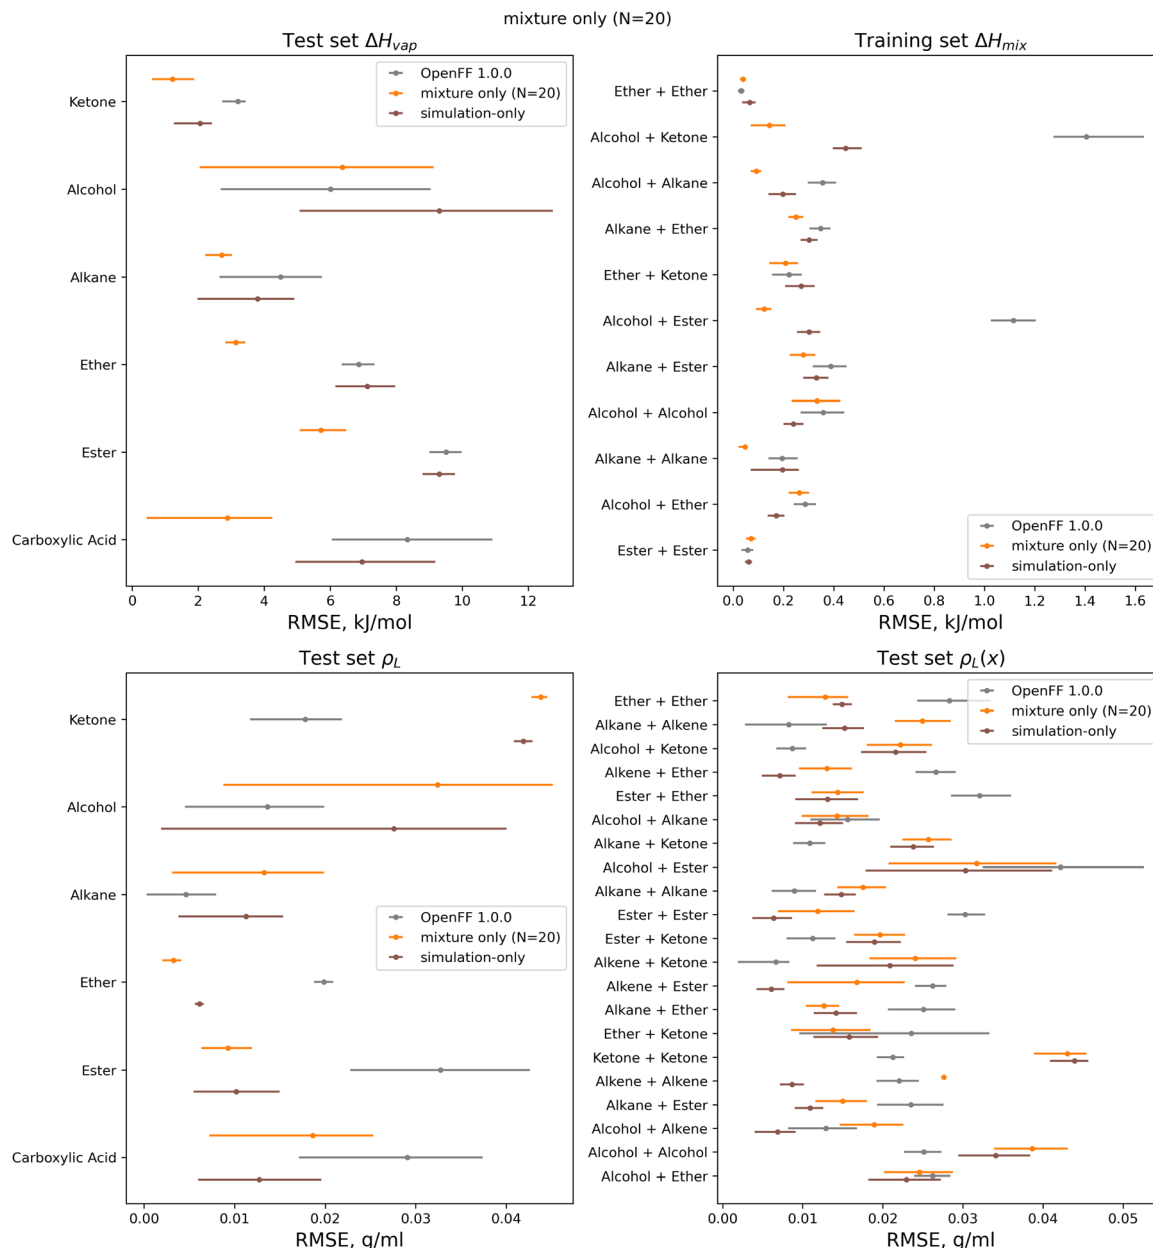 mixture only (N=20)
Test set ΔH_vap
OpenFF 1.0.0
mixture only (N=20)
simulation-only
Ketone
Alcohol
Alkane
Ether
Ester
Carboxylic Acid
0 2 4 6 8 10 12
RMSE, kJ/mol
Training set ΔH_mix
Ether + Ether
Alcohol + Ketone
Alcohol + Alkane
Alkane + Ether
Ether + Ketone
Alcohol + Ester
Alkane + Ester
Alcohol + Alcohol
Alkane + Alkane
Alcohol + Ether
Ester + Ester
OpenFF 1.0.0
mixture only (N=20)
simulation-only
0.0 0.2 0.4 0.6 0.8 1.0 1.2 1.4 1.6
RMSE, kJ/mol
Test set ρ_L
Ketone
Alcohol
Alkane
Ether
Ester
Carboxylic Acid
OpenFF 1.0.0
mixture only (N=20)
simulation-only
0.00 0.01 0.02 0.03 0.04
RMSE, g/ml
Test set ρ_L(x)
OpenFF 1.0.0
mixture only (N=20)
simulation-only
Ether + Ether
Alkane + Alkene
Alcohol + Ketone
Alkene + Ether
Ester + Ether
Alcohol + Alkane
Alkane + Ketone
Alcohol + Ester
Alkane + Alkane
Ester + Ester
Ester + Ketone
Alkene + Ketone
Alkene + Ester
Alkane + Ether
Ether + Ketone
Ketone + Ketone
Alkene + Alkene
Alkane + Ester
Alcohol + Alkene
Alcohol + Alcohol
Alcohol + Ether
0.00 0.01 0.02 0.03 0.04 0.05
RMSE, g/ml